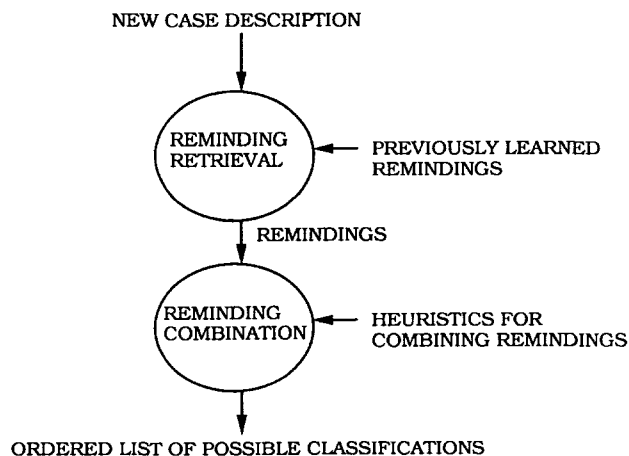 NEW CASE DESCRIPTION
REMINDING
RETRIEVAL
PREVIOUSLY LEARNED
REMINDINGS
REMINDINGS
REMINDING
COMBINATION
HEURISTICS FOR
COMBINING REMINDINGS
ORDERED LIST OF POSSIBLE CLASSIFICATIONS